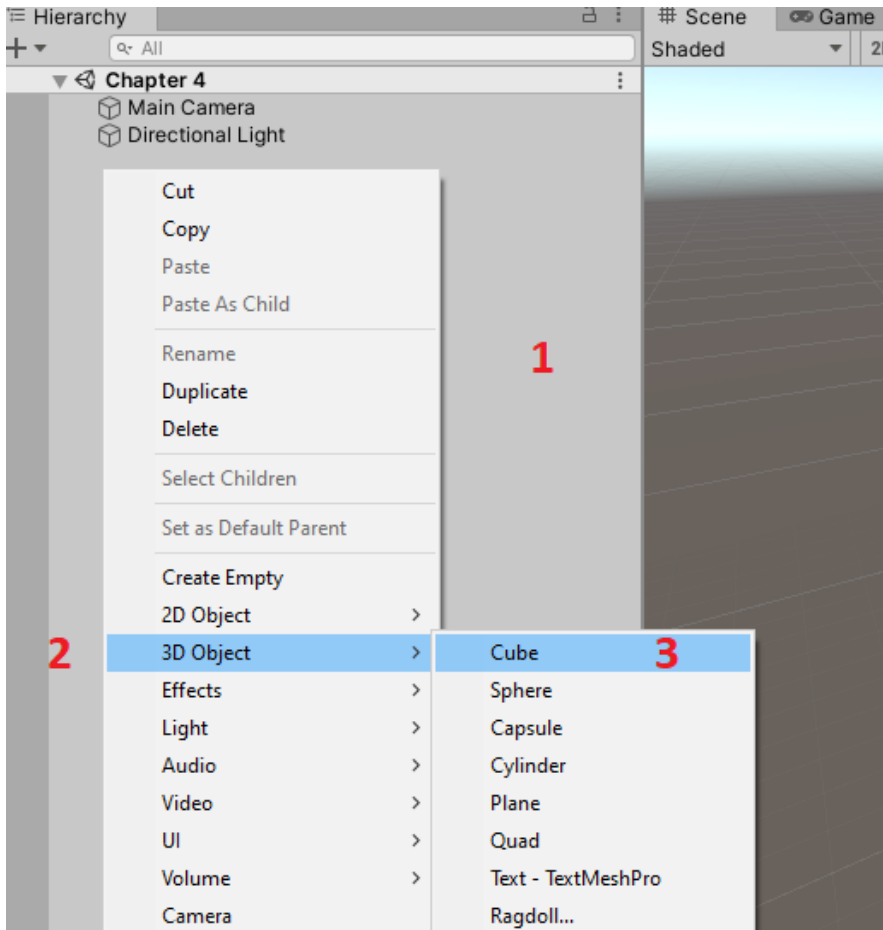 Hierarchy
Scene
Game
All
Shaded
2
Chapter 4
Main Camera
Directional Light
Cut
Copy
Paste
Paste As Child
1
Rename
Duplicate
Delete
Select Children
Set as Default Parent
Create Empty
2D Object
2
3D Object
Cube
3
Effects
Sphere
Light
Capsule
Audio
Cylinder
Video
Plane
UI
Quad
Volume
Text - TextMeshPro
Camera
Ragdoll...